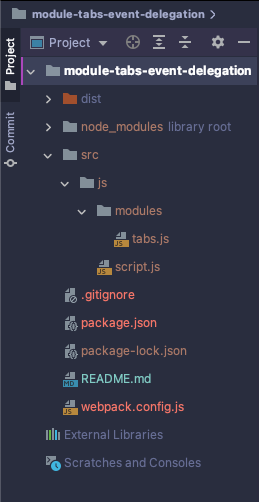 module-tabs-event-delegation
Project
Project
Commit
module-tabs-event-delegation
dist
node_modules library root
src
js
modules
JS tabs.js
JS script.js
.gitignore
JS package.json
JS package-lock.json
MD README.md
JS webpack.config.js
External Libraries
Scratches and Consoles